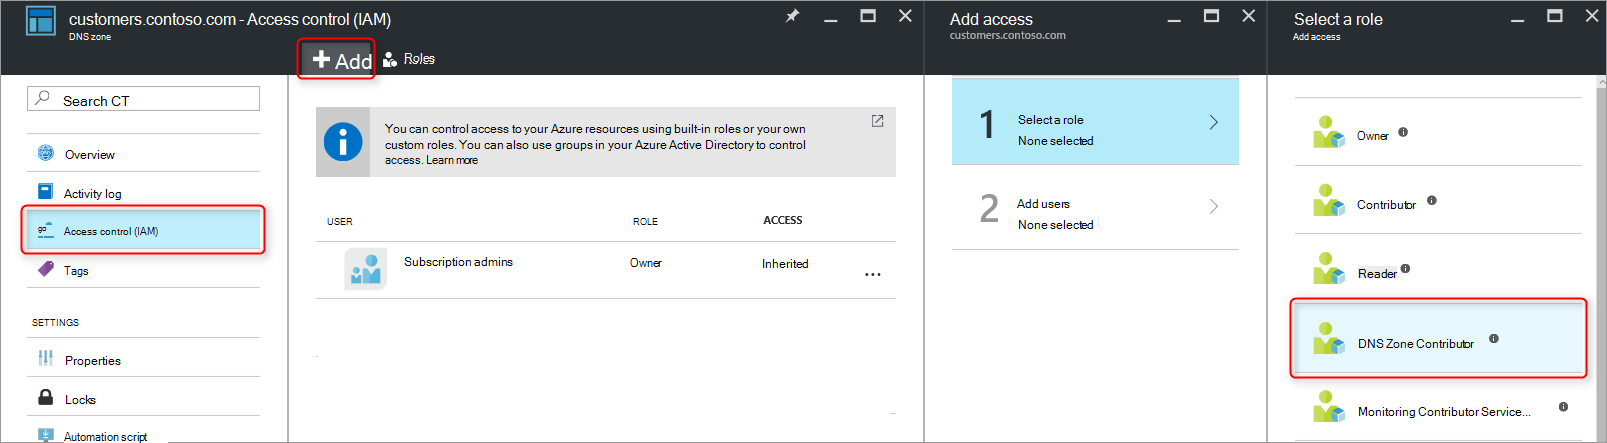 customers.contoso.com - Access control (IAM)
DNS zone
Add
Roles
Search CT
Overview
Activity log
Access control (IAM)
Tags
SETTINGS
Properties
Locks
Automation script
You can control access to your Azure resources using built-in roles or your own
custom roles. You can also use groups in your Azure Active Directory to control
access. Learn more
USER ROLE ACCESS
Subscription admins Owner Inherited
Add access
customers.contoso.com
1
Select a role
None selected
2
Add users
None selected
Select a role
Add access
Owner
Contributor
Reader
DNS Zone Contributor
Monitoring Contributor Service...